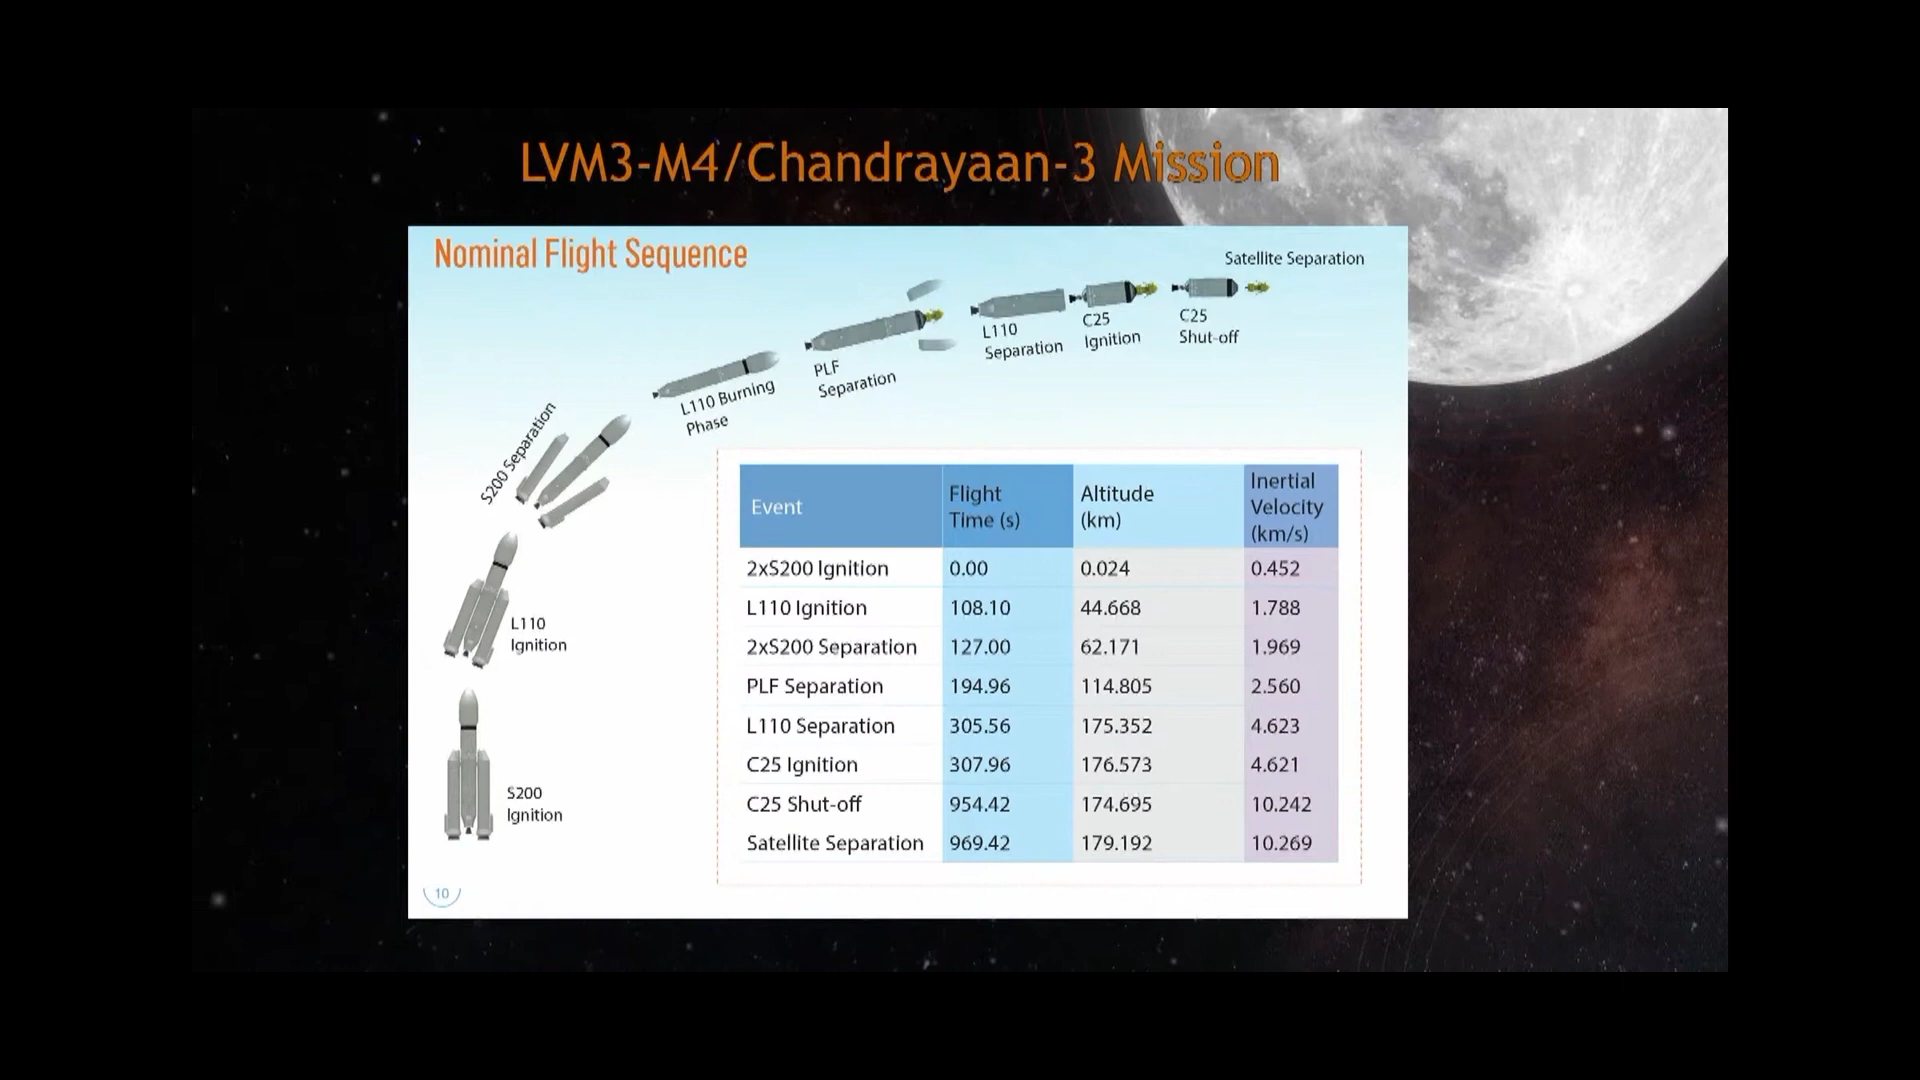 LVM3-M4/Chandrayaan-3 Mission
Nominal Flight Sequence
Satellite Separation
L110
Separation
C25
Ignition
C25
Shut-off
PLF
Separation
L110 Burning
Phase
S200 Separation
L110
Ignition
S200
Ignition
Event
Flight
Time (s)
Altitude
(km)
Inertial
Velocity
(km/s)
2xS200 Ignition 0.00 0.024 0.452
L110 Ignition 108.10 44.668 1.788
2xS200 Separation 127.00 62.171 1.969
PLF Separation 194.96 114.805 2.560
L110 Separation 305.56 175.352 4.623
C25 Ignition 307.96 176.573 4.621
C25 Shut-off 954.42 174.695 10.242
Satellite Separation 969.42 179.192 10.269
10